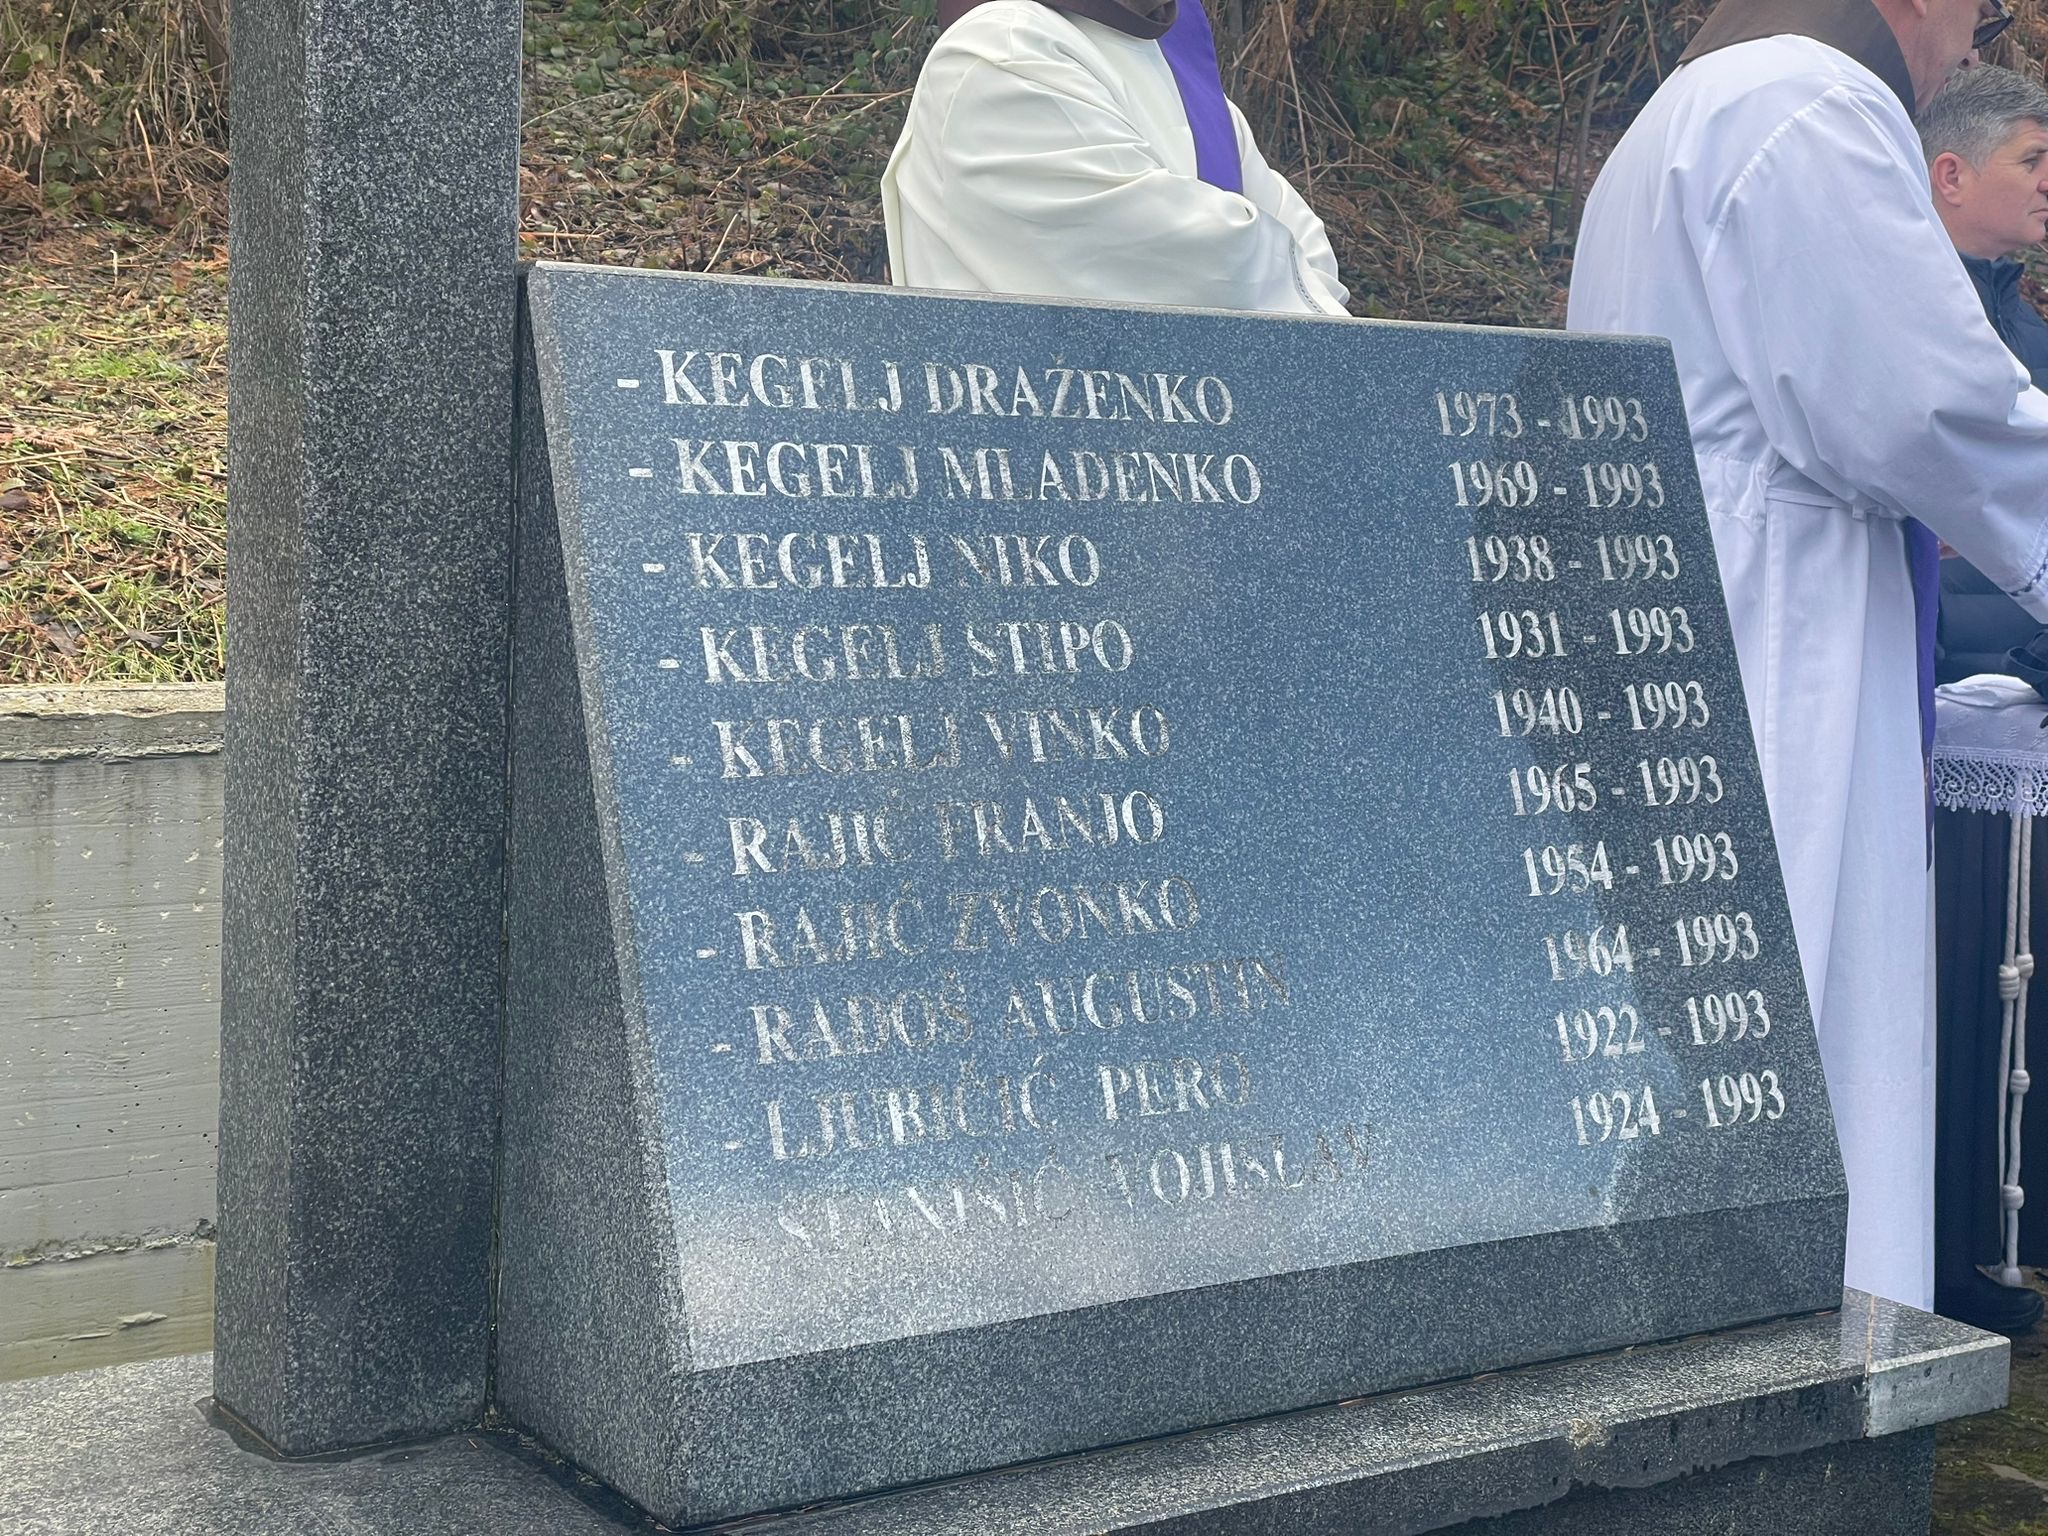 - KEGELJ DRAŽENKO 1973 - 1993
- KEGELJ MLADENKO 1969 - 1993
- KEGELJ NIKO 1938 - 1993
- KEGELJ STIPO 1931 - 1993
- KEGELJ VINKO 1940 - 1993
- RAJIĆ FRANJO 1965 - 1993
- RAJIĆ ZVONKO 1954 - 1993
- RADOŠ AUGUSTIN 1964 - 1993
- LJUBIČIĆ PERO 1922 - 1993
STANIŠIĆ VOJISLAV 1924 - 1993